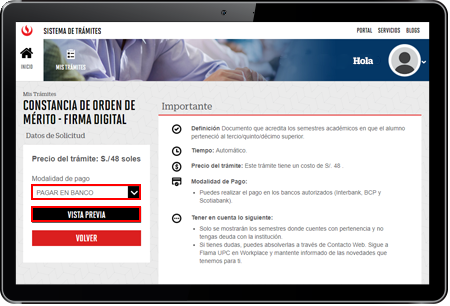 SISTEMA DE TRÁMITES
PORTAL SERVICIOS BLOGS
INICIO
MIS TRÁMITES
Hola
Mis Trámites
CONSTANCIA DE ORDEN DE
MÉRITO - FIRMA DIGITAL
Datos de Solicitud
Precio del trámite: S/./48 soles
Modalidad de pago
PAGAR EN BANCO
VISTA PREVIA
VOLVER
Importante
Definición Documento que acredita los semestres académicos en que el alumno
perteneció al tercio/quinto/décimo superior.
Tiempo: Automático.
Precio del trámite: Este trámite tiene un costo de S/. 48 .
Modalidad de Pago:
Puedes realizar el pago en los bancos autorizados (Interbank, BCP y
Scotiabank).
Tener en cuenta lo siguiente:
Solo se mostrarán los semestres donde cuentes con pertenencia y no
tengas deuda con la institución.
Si tienes dudas, puedes absolverlas a través de Contacto Web. Sigue a
Flama UPC en Workplace y mantente informado de las novedades que
tenemos para ti.